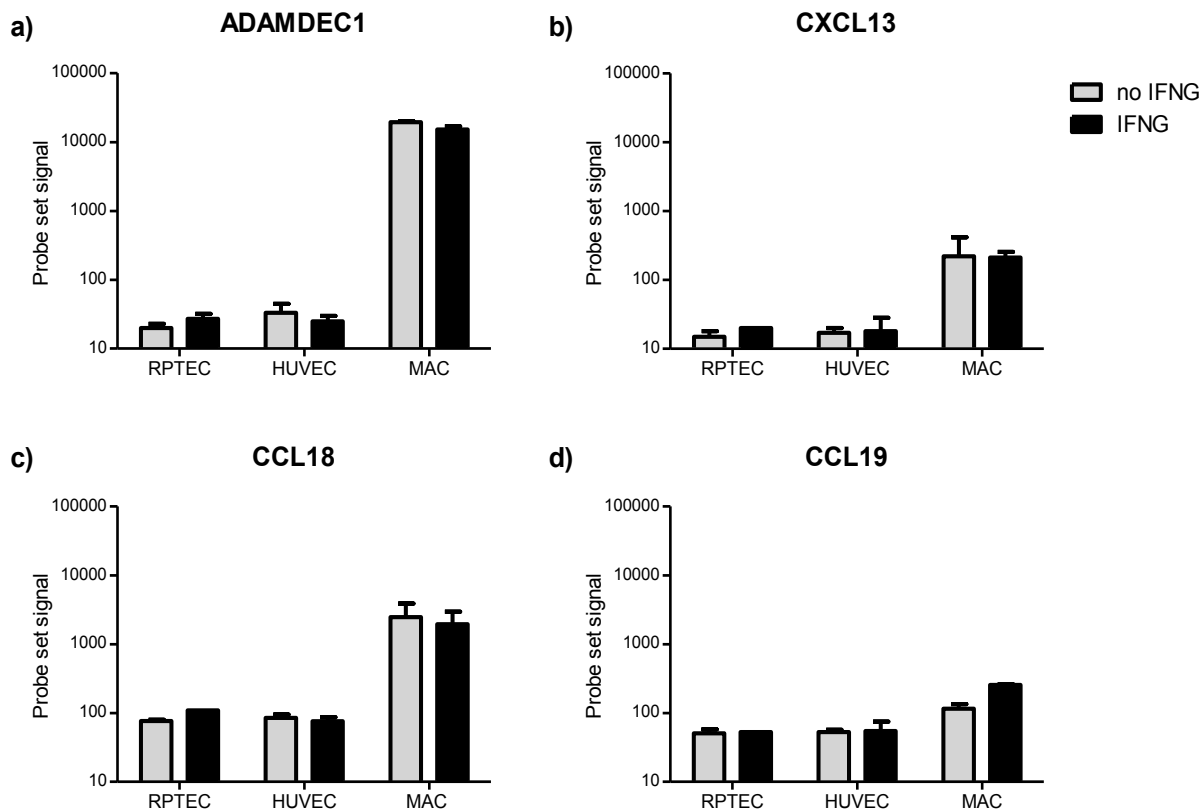 a) ADAMDEC1
100000
10000
1000
100
10
Probe set signal
RPTEC HUVEC MAC
b) CXCL13
100000
10000
1000
100
10
Probe set signal
RPTEC HUVEC MAC
no IFNG
IFNG
c) CCL18
100000
10000
1000
100
10
Probe set signal
RPTEC HUVEC MAC
d) CCL19
100000
10000
1000
100
10
Probe set signal
RPTEC HUVEC MAC